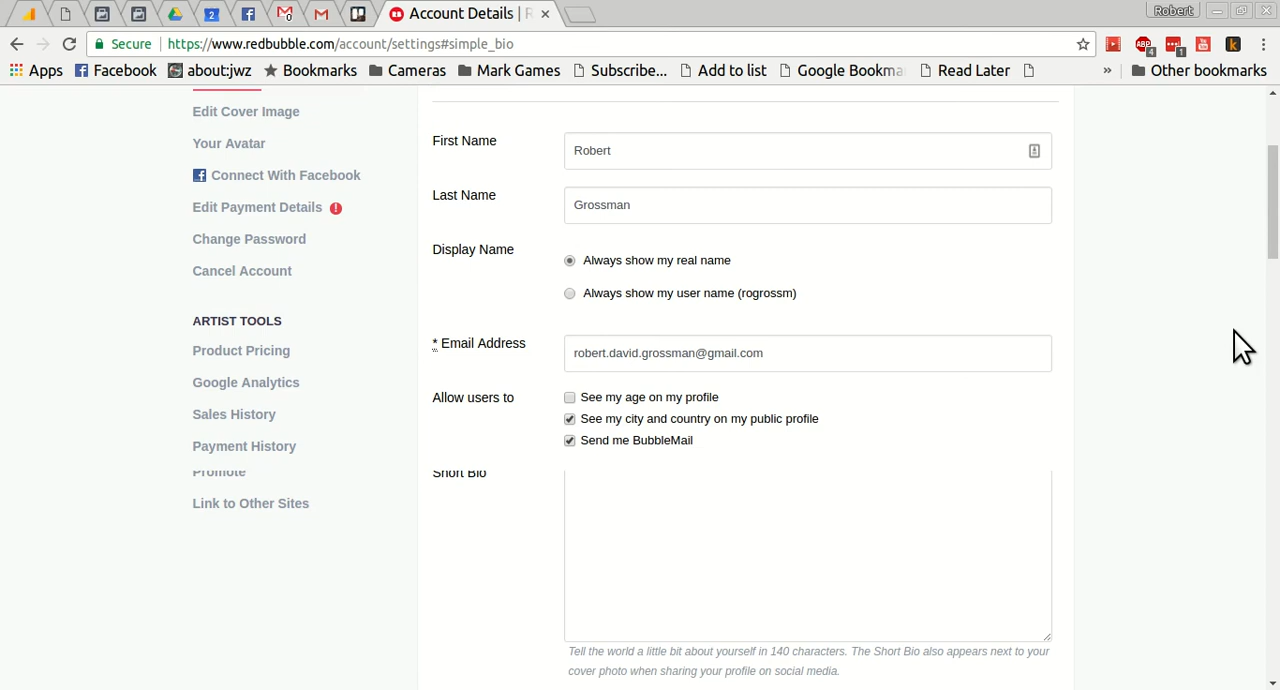 Account Details | R
Robert
Secure https://www.redbubble.com/account/settings#simple_bio
Apps Facebook about:jwz Bookmarks Cameras Mark Games Subscribe... Add to list Google Bookma Read Later » Other bookmarks
Edit Cover Image
Your Avatar
Connect With Facebook
Edit Payment Details
Change Password
Cancel Account
ARTIST TOOLS
Product Pricing
Google Analytics
Sales History
Payment History
Promote
Link to Other Sites
First Name
Robert
Last Name
Grossman
Display Name
Always show my real name
Always show my user name (rogrossm)
* Email Address
robert.david.grossman@gmail.com
Allow users to
See my age on my profile
See my city and country on my public profile
Send me BubbleMail
Short Bio
Tell the world a little bit about yourself in 140 characters. The Short Bio also appears next to your
cover photo when sharing your profile on social media.